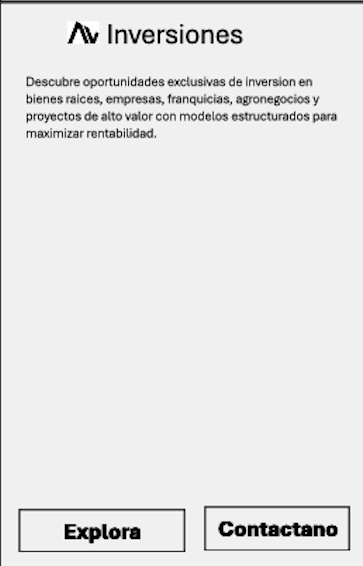 Inversiones
Descubre oportunidades exclusivas de inversion en
bienes raices, empresas, franquicias, agronegocios y
proyectos de alto valor con modelos estructurados para
maximizar rentabilidad.
Explora
Contactano